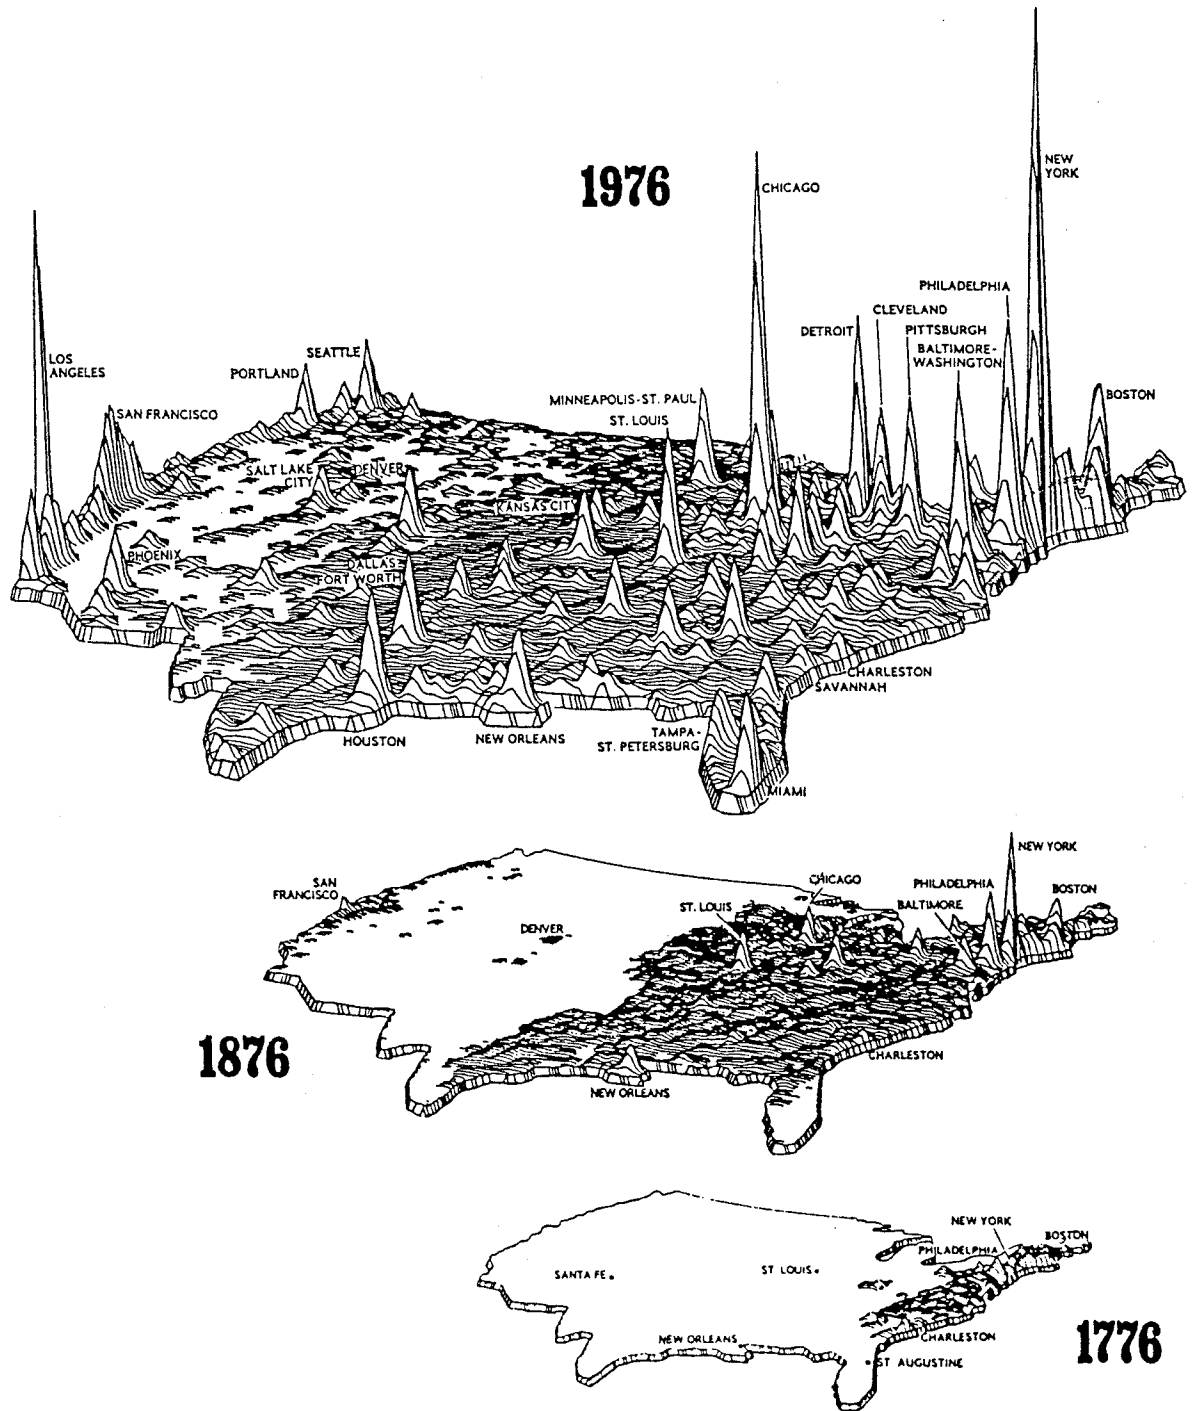 1976
NEW
YORK
CHICAGO
PHILADELPHIA
CLEVELAND
DETROIT
PITTSBURGH
BALTIMORE-
WASHINGTON
LOS
ANGELES
SEATTLE
PORTLAND
MINNEAPOLIS-ST. PAUL
BOSTON
SAN FRANCISCO
ST. LOUIS
SALT LAKE
CITY
DENVER
KANSAS CITY
PHOENIX
DALLAS-
FORT WORTH
CHARLESTON
SAVANNAH
HOUSTON
NEW ORLEANS
TAMPA-
ST. PETERSBURG
MIAMI
NEW YORK
SAN
FRANCISCO
CHICAGO
PHILADELPHIA
BOSTON
ST. LOUIS
BALTIMORE
DENVER
1876
CHARLESTON
NEW ORLEANS
NEW YORK
BOSTON
PHILADELPHIA
SANTA FE
ST LOUIS
NEW ORLEANS
CHARLESTON
1776
ST AUGUSTINE